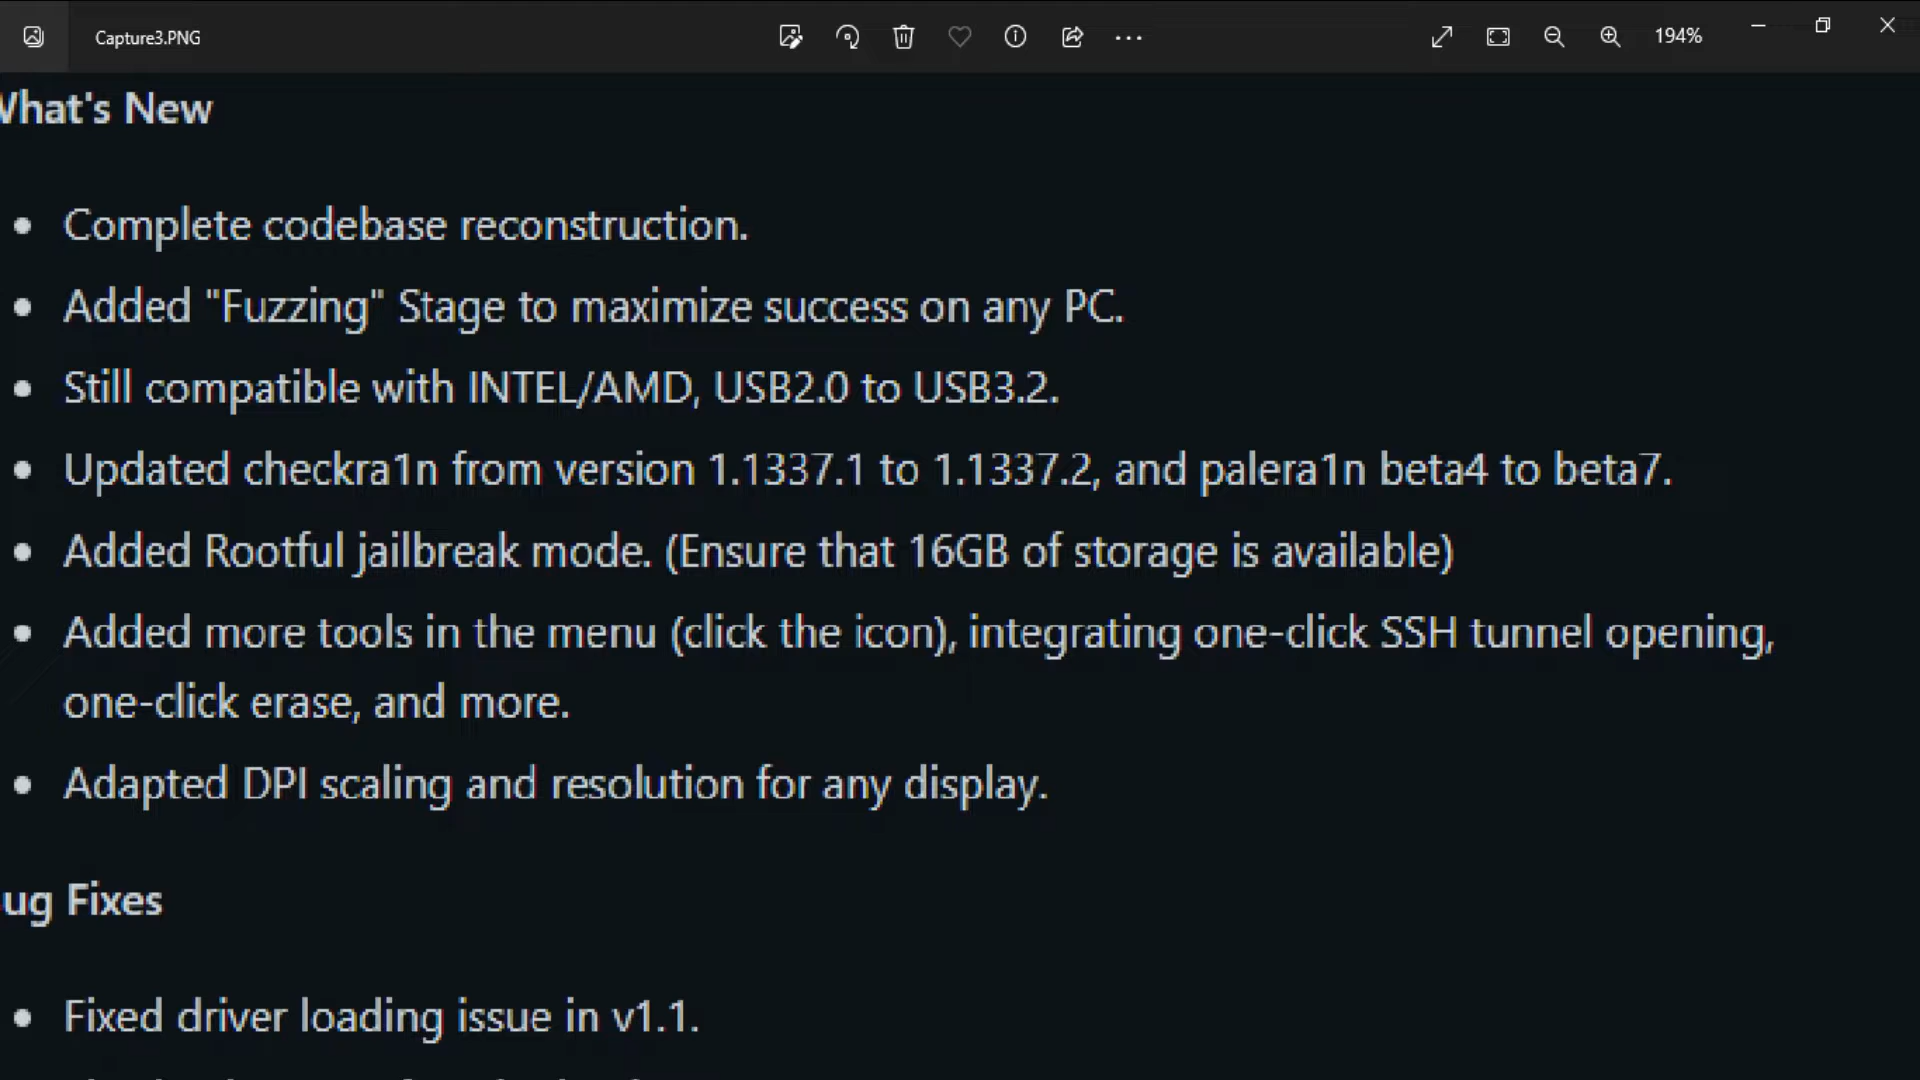 Capture3.PNG
194%
What's New
• Complete codebase reconstruction.
• Added "Fuzzing" Stage to maximize success on any PC.
• Still compatible with INTEL/AMD, USB2.0 to USB3.2.
• Updated checkra1n from version 1.1337.1 to 1.1337.2, and palera1n beta4 to beta7.
• Added Rootful jailbreak mode. (Ensure that 16GB of storage is available)
• Added more tools in the menu (click the icon), integrating one-click SSH tunnel opening,
one-click erase, and more.
• Adapted DPI scaling and resolution for any display.
ug Fixes
• Fixed driver loading issue in v1.1.